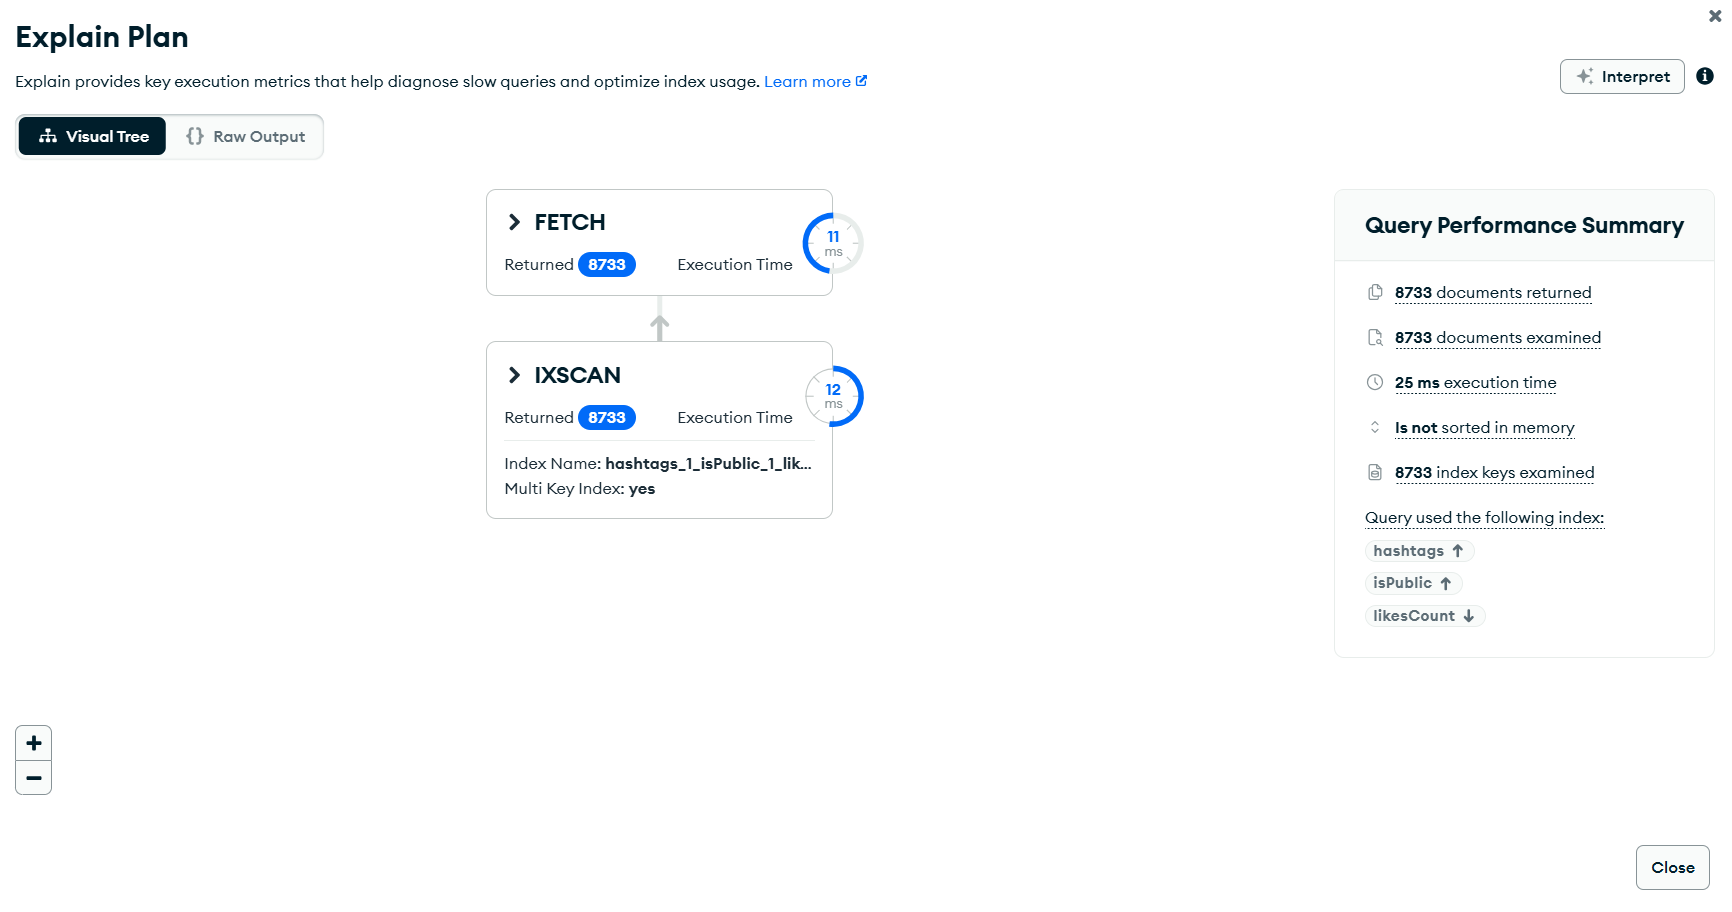 Explain Plan
Explain provides key execution metrics that help diagnose slow queries and optimize index usage. Learn more
Interpret
Visual Tree
Raw Output
FETCH
Returned 8733 Execution Time
11 ms
IXSCAN
Returned 8733 Execution Time
12 ms
Index Name: hashtags_1_isPublic_1_lik...
Multi Key Index: yes
Query Performance Summary
8733 documents returned
8733 documents examined
25 ms execution time
Is not sorted in memory
8733 index keys examined
Query used the following index:
hashtags ↑
isPublic ↑
likesCount ↓
Close